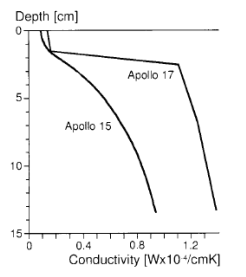 Depth [cm]
0
Apollo 17
5
Apollo 15
10
15
0 0.4 0.8 1.2
Conductivity [W×10⁻⁴/cmK]